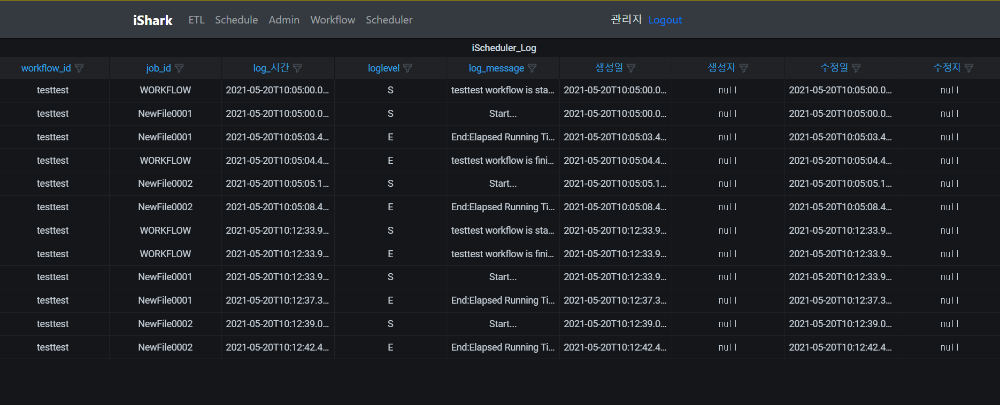 iShark ETL Schedule Admin Workflow Scheduler 관리자 Logout
iScheduler_Log
workflow_id job_id log_시간 loglevel log_message 생성일 생성자 수정일 수정자
testtest WORKFLOW 2021-05-20T10:05:00.0... S testtest workflow is sta... 2021-05-20T10:05:00.0... null 2021-05-20T10:05:00.0... null
testtest NewFile0001 2021-05-20T10:05:00.0... S Start... 2021-05-20T10:05:00.0... null 2021-05-20T10:05:00.0... null
testtest NewFile0001 2021-05-20T10:05:03.4... E End:Elapsed Running Ti... 2021-05-20T10:05:03.4... null 2021-05-20T10:05:03.4... null
testtest WORKFLOW 2021-05-20T10:05:04.4... E testtest workflow is fini... 2021-05-20T10:05:04.4... null 2021-05-20T10:05:04.4... null
testtest NewFile0002 2021-05-20T10:05:05.1... S Start... 2021-05-20T10:05:05.1... null 2021-05-20T10:05:05.1... null
testtest NewFile0002 2021-05-20T10:05:08.4... E End:Elapsed Running Ti... 2021-05-20T10:05:08.4... null 2021-05-20T10:05:08.4... null
testtest WORKFLOW 2021-05-20T10:12:33.9... S testtest workflow is sta... 2021-05-20T10:12:33.9... null 2021-05-20T10:12:33.9... null
testtest WORKFLOW 2021-05-20T10:12:33.9... E testtest workflow is fini... 2021-05-20T10:12:33.9... null 2021-05-20T10:12:33.9... null
testtest NewFile0001 2021-05-20T10:12:33.9... S Start... 2021-05-20T10:12:33.9... null 2021-05-20T10:12:33.9... null
testtest NewFile0001 2021-05-20T10:12:37.3... E End:Elapsed Running Ti... 2021-05-20T10:12:37.3... null 2021-05-20T10:12:37.3... null
testtest NewFile0002 2021-05-20T10:12:39.0... S Start... 2021-05-20T10:12:39.0... null 2021-05-20T10:12:39.0... null
testtest NewFile0002 2021-05-20T10:12:42.4... E End:Elapsed Running Ti... 2021-05-20T10:12:42.4... null 2021-05-20T10:12:42.4... null